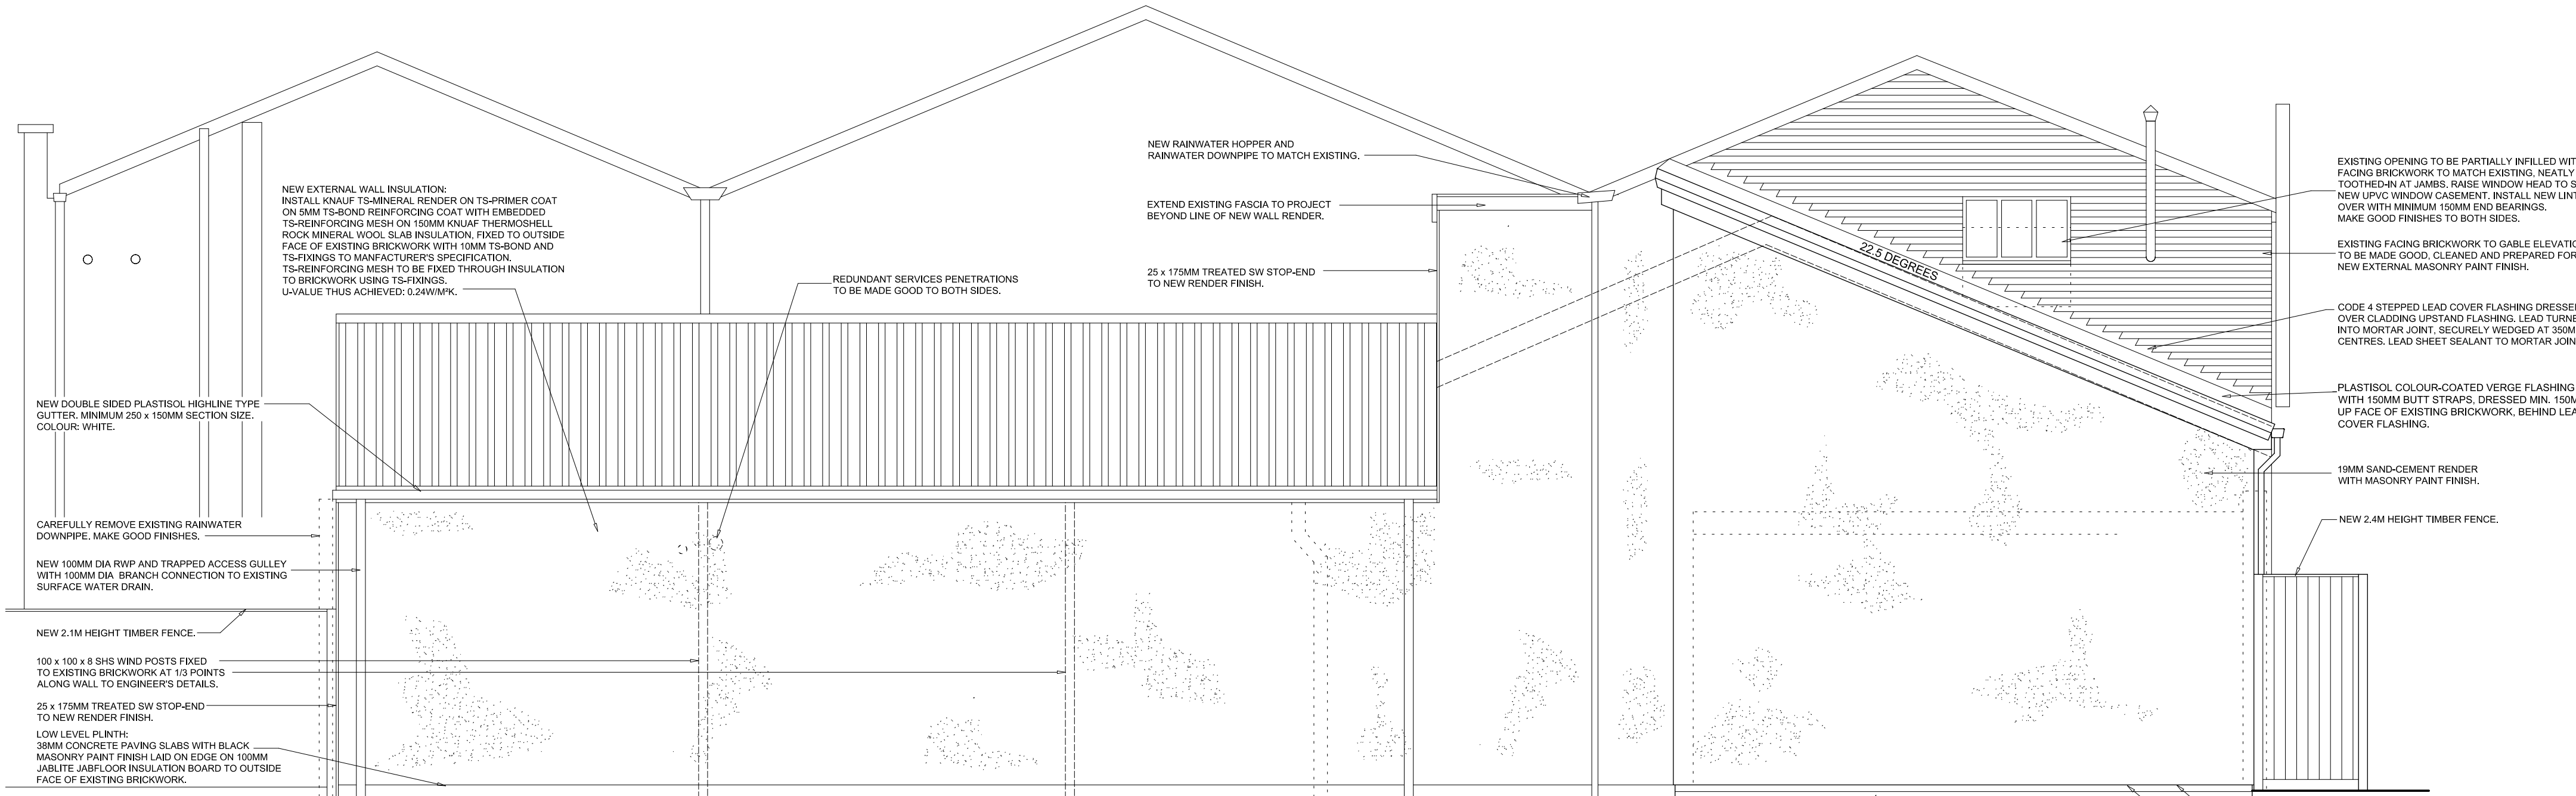 NEW EXTERNAL WALL INSULATION:
INSTALL KNAUF TS-MINERAL RENDER ON TS-PRIMER COAT
ON 5MM TS-BOND REINFORCING COAT WITH EMBEDDED
TS-REINFORCING MESH ON 150MM KNUAF THERMOSHELL
ROCK MINERAL WOOL SLAB INSULATION, FIXED TO OUTSIDE
FACE OF EXISTING BRICKWORK WITH 10MM TS-BOND AND
TS-FIXINGS TO MANFACTURER'S SPECIFICATION.
TS-REINFORCING MESH TO BE FIXED THROUGH INSULATION
TO BRICKWORK USING TS-FIXINGS.
U-VALUE THUS ACHIEVED: 0.24W/M²K.
REDUNDANT SERVICES PENETRATIONS
TO BE MADE GOOD TO BOTH SIDES.
NEW RAINWATER HOPPER AND
RAINWATER DOWNPIPE TO MATCH EXISTING.
EXTEND EXISTING FASCIA TO PROJECT
BEYOND LINE OF NEW WALL RENDER.
25 x 175MM TREATED SW STOP-END
TO NEW RENDER FINISH.
22.5 DEGREES
NEW DOUBLE SIDED PLASTISOL HIGHLINE TYPE
GUTTER. MINIMUM 250 x 150MM SECTION SIZE.
COLOUR: WHITE.
CAREFULLY REMOVE EXISTING RAINWATER
DOWNPIPE. MAKE GOOD FINISHES.
NEW 100MM DIA RWP AND TRAPPED ACCESS GULLEY
WITH 100MM DIA BRANCH CONNECTION TO EXISTING
SURFACE WATER DRAIN.
NEW 2.1M HEIGHT TIMBER FENCE.
100 x 100 x 8 SHS WIND POSTS FIXED
TO EXISTING BRICKWORK AT 1/3 POINTS
ALONG WALL TO ENGINEER'S DETAILS.
25 x 175MM TREATED SW STOP-END
TO NEW RENDER FINISH.
LOW LEVEL PLINTH:
38MM CONCRETE PAVING SLABS WITH BLACK
MASONRY PAINT FINISH LAID ON EDGE ON 100MM
JABLITE JABFLOOR INSULATION BOARD TO OUTSIDE
FACE OF EXISTING BRICKWORK.
EXISTING OPENING TO BE PARTIALLY INFILLED
FACING BRICKWORK TO MATCH EXISTING, NEATLY
TOOTHED-IN AT JAMBS. RAISE WINDOW HEAD TO
NEW UPVC WINDOW CASEMENT. INSTALL NEW
OVER WITH MINIMUM 150MM END BEARINGS.
MAKE GOOD FINISHES TO BOTH SIDES.
EXISTING FACING BRICKWORK TO GABLE
TO BE MADE GOOD, CLEANED AND PREPARED FOR
NEW EXTERNAL MASONRY PAINT FINISH.
CODE 4 STEPPED LEAD COVER FLASHING
OVER CLADDING UPSTAND FLASHING. LEAD
INTO MORTAR JOINT, SECURELY WEDGED AT
CENTRES. LEAD SHEET SEALANT TO MORTAR
PLASTISOL COLOUR-COATED VERGE FLASHING
WITH 150MM BUTT STRAPS, DRESSED MIN.
UP FACE OF EXISTING BRICKWORK, BEHIND
COVER FLASHING.
19MM SAND-CEMENT RENDER
WITH MASONRY PAINT FINISH.
NEW 2.4M HEIGHT TIMBER FENCE.